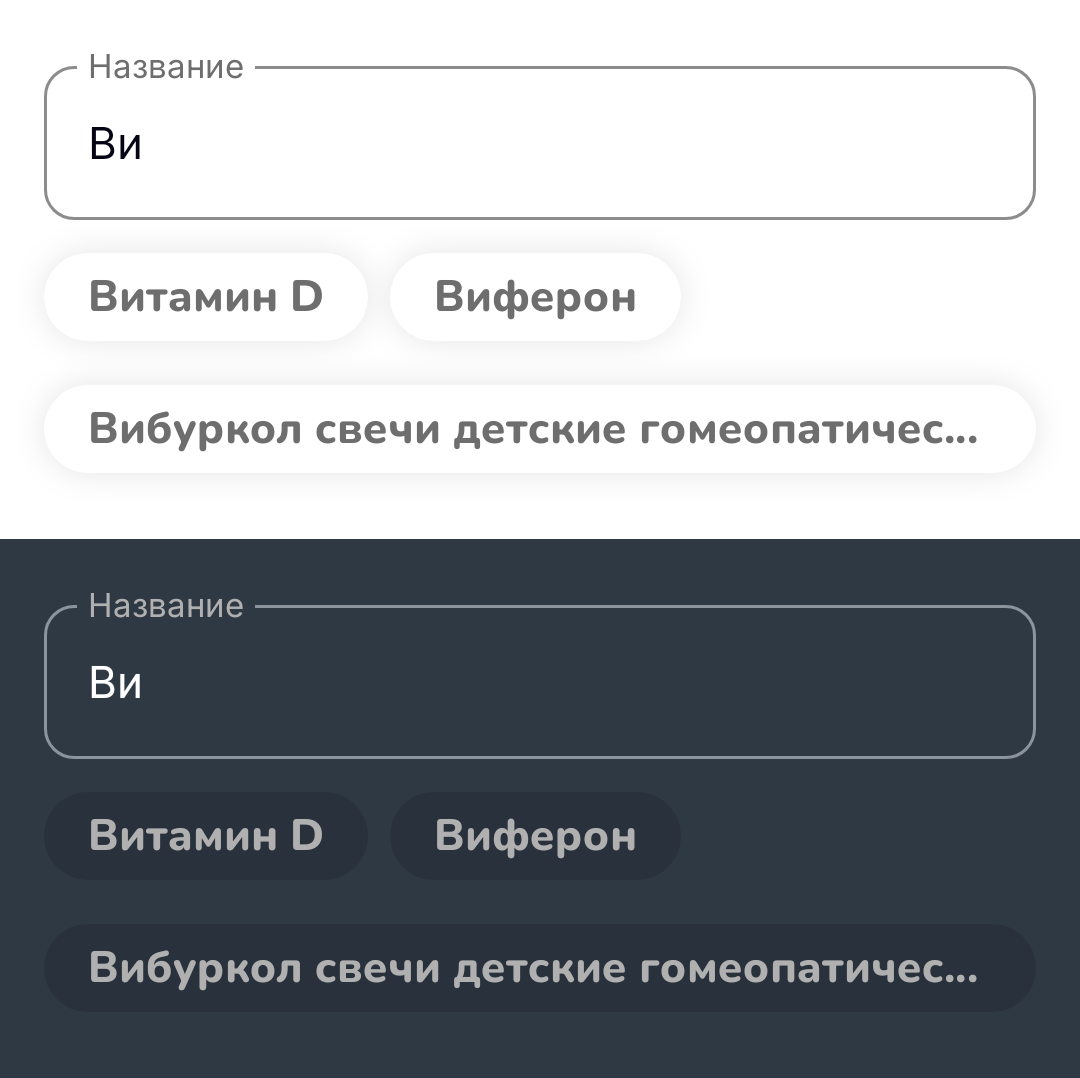 Название
Ви
Витамин D Виферон
Вибуркол свечи детские гомеопатичес...
Название
Ви
Витамин D Виферон
Вибуркол свечи детские гомеопатичес...